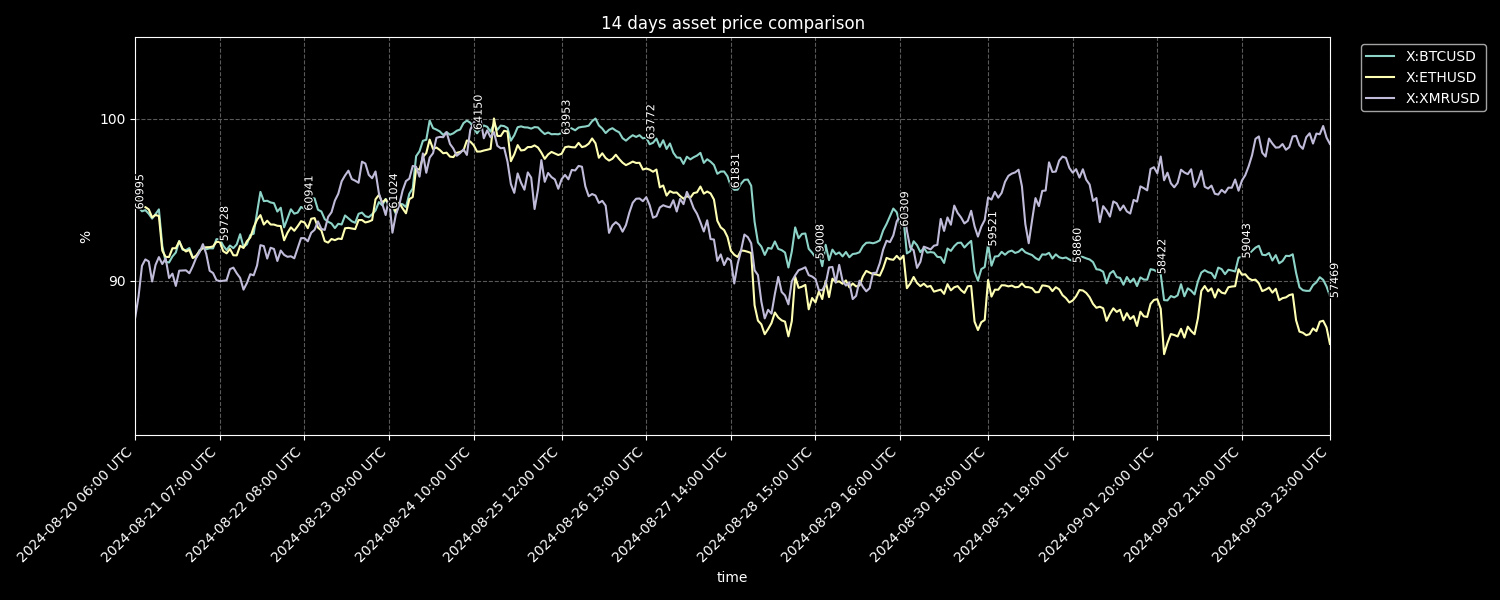 14 days asset price comparison
X:BTCUSD
X:ETHUSD
X:XMRUSD
100
90
%
60995
59728
60941
61024
64150
63953
63772
61831
59008
60309
59521
58860
58422
59043
57469
2024-08-20 06:00 UTC
2024-08-21 07:00 UTC
2024-08-22 08:00 UTC
2024-08-23 09:00 UTC
2024-08-24 10:00 UTC
2024-08-25 12:00 UTC
2024-08-26 13:00 UTC
2024-08-27 14:00 UTC
2024-08-28 15:00 UTC
2024-08-29 16:00 UTC
2024-08-30 18:00 UTC
2024-08-31 19:00 UTC
2024-09-01 20:00 UTC
2024-09-02 21:00 UTC
2024-09-03 23:00 UTC
time